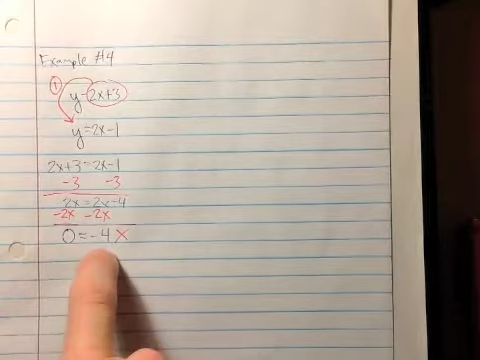 Example #4
① y=2x+3
y=2x-1
2x+3=2x-1
-3 -3
2x=2x-4
-2x -2x
0=-4 X